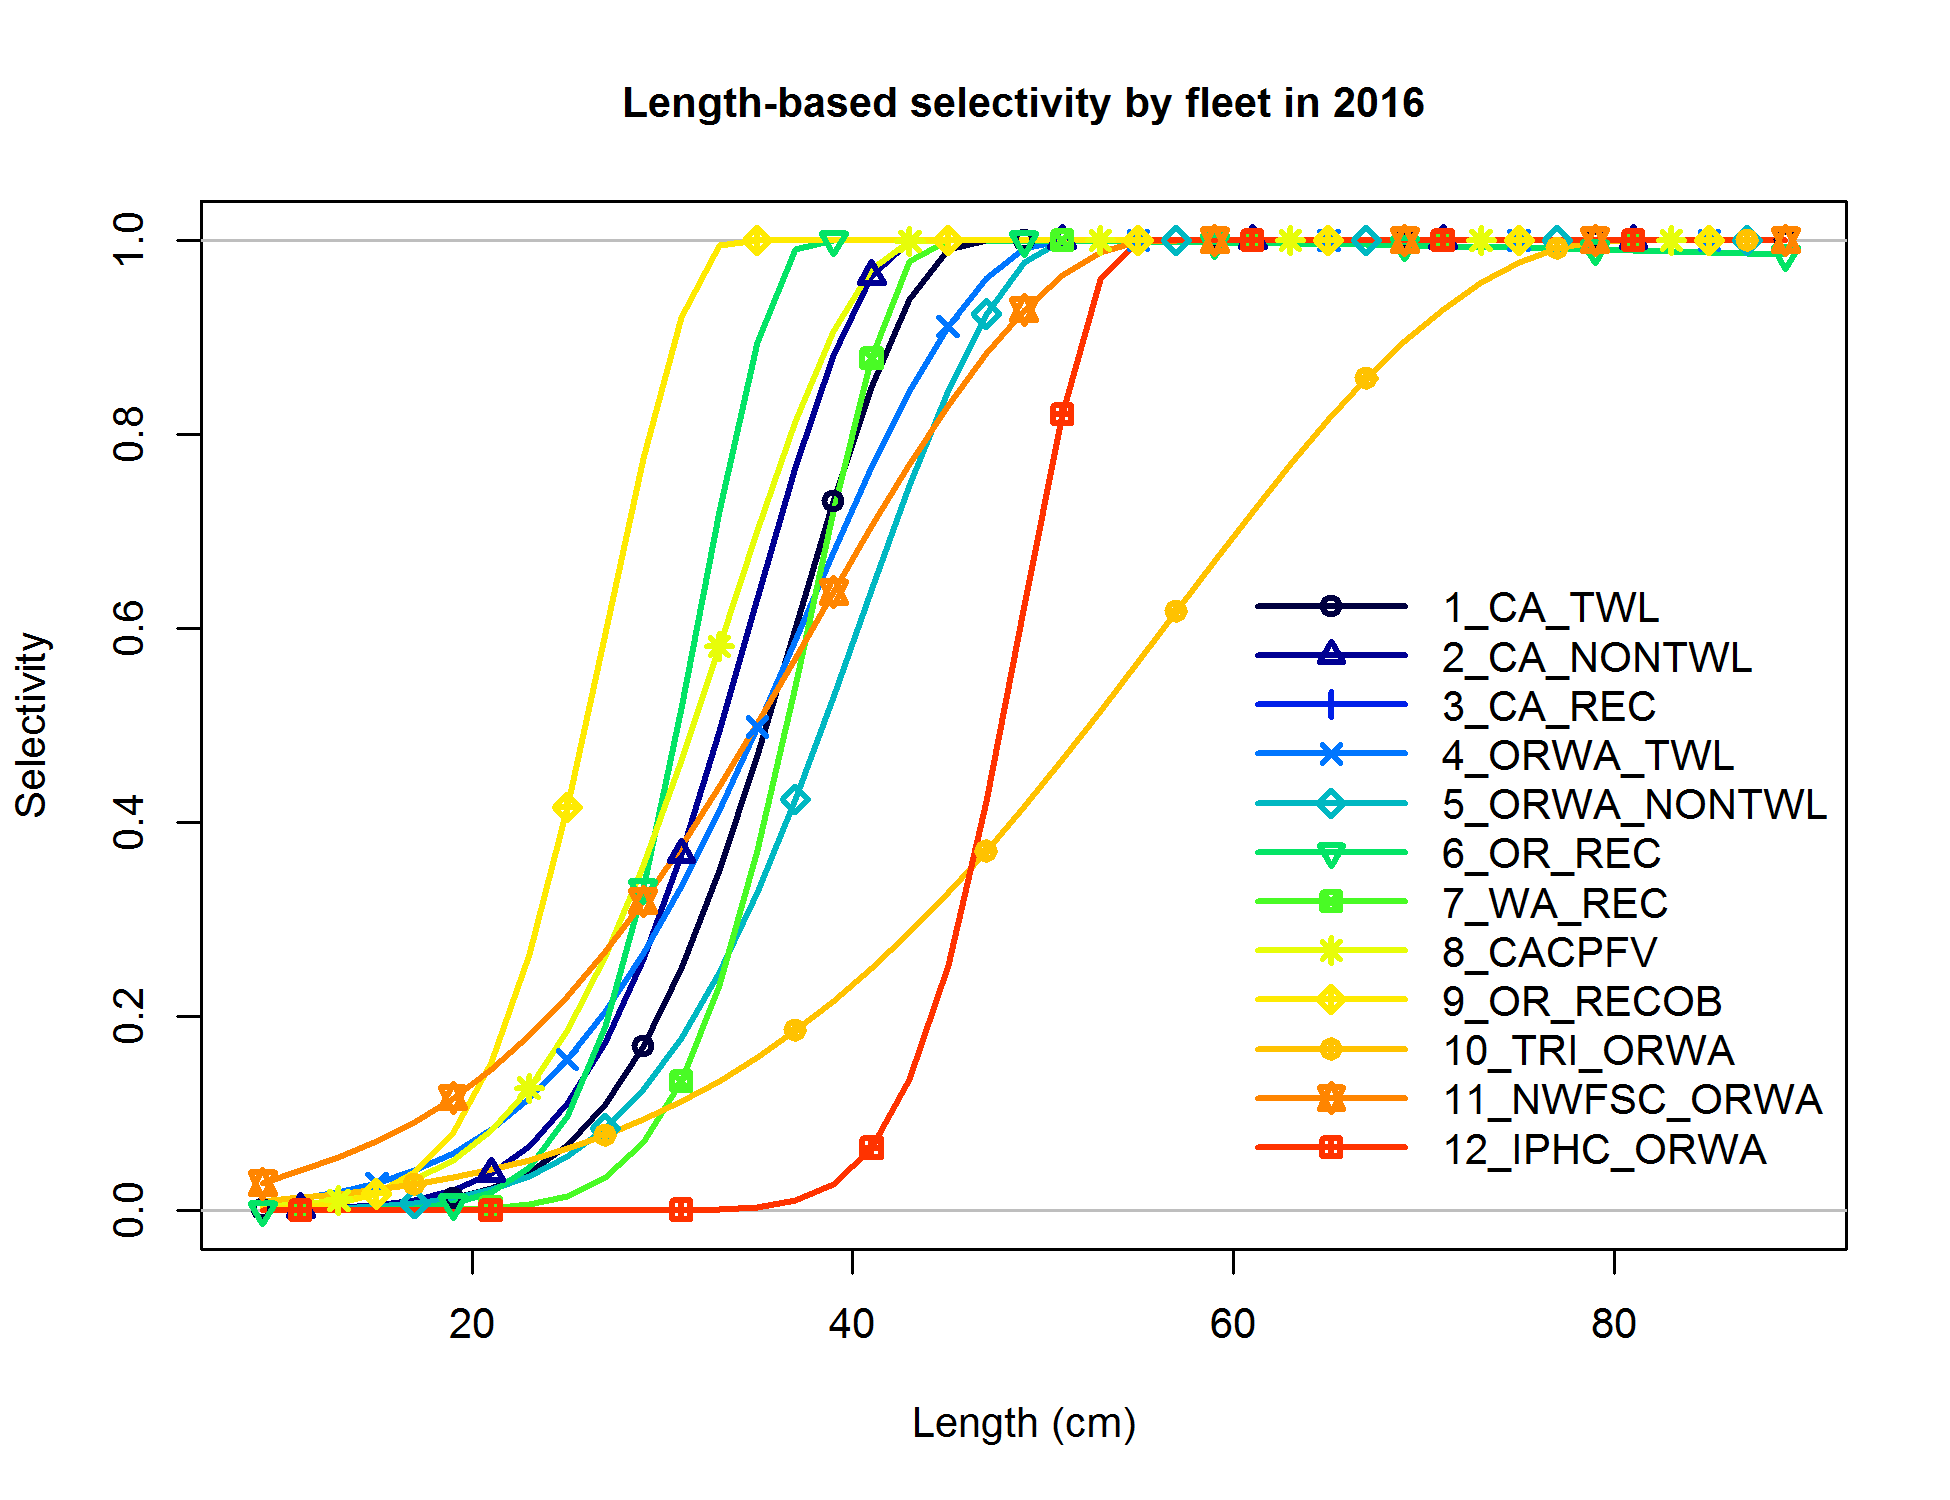 Length-based selectivity by fleet in 2016
Selectivity
1.0
0.8
0.6
0.4
0.2
0.0
1_CA_TWL
2_CA_NONTWL
3_CA_REC
4_ORWA_TWL
5_ORWA_NONTWL
6_OR_REC
7_WA_REC
8_CACPFV
9_OR_RECOB
10_TRI_ORWA
11_NWFSC_ORWA
12_IPHC_ORWA
20 40 60 80
Length (cm)